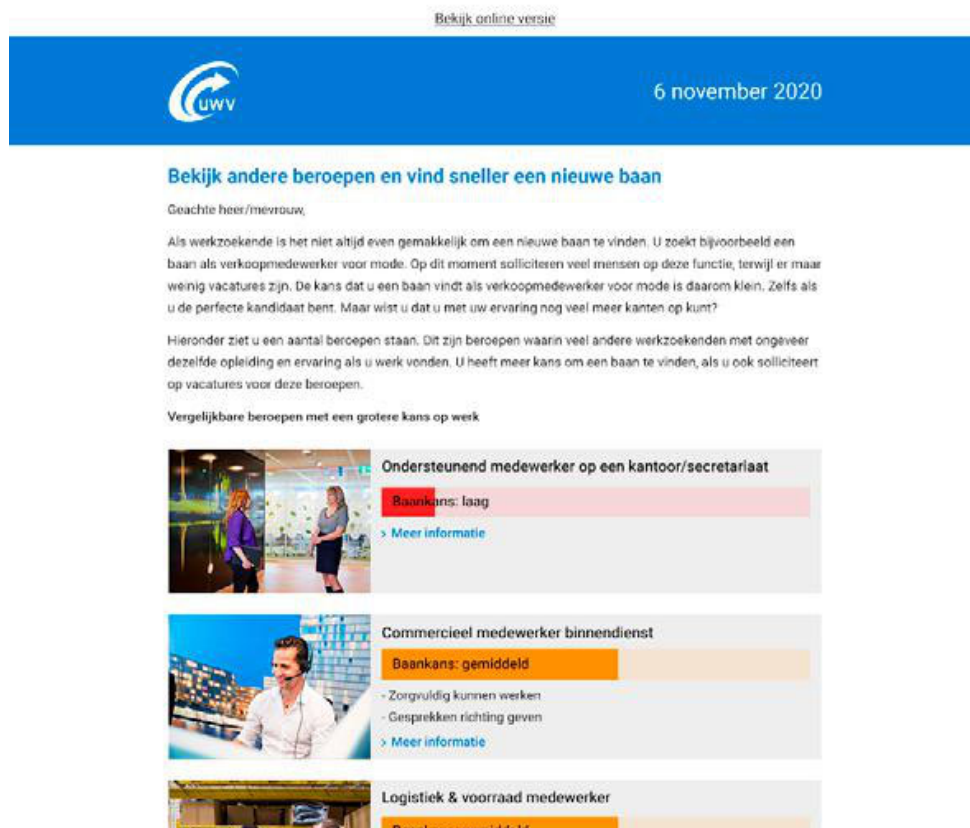 Bekijk online versie
uwv
6 november 2020
Bekijk andere beroepen en vind sneller een nieuwe baan
Geachte heer/mevrouw,
Als werkzoekende is het niet altijd even gemakkelijk om een nieuwe baan te vinden. U zoekt bijvoorbeeld een
baan als verkoopmedewerker voor mode. Op dit moment solliciteren veel mensen op deze functie, terwijl er maar
weinig vacatures zijn. De kans dat u een baan vindt als verkoopmedewerker voor mode is daarom klein. Zelfs als
u de perfecte kandidaat bent. Maar wist u dat u met uw ervaring nog veel meer kanten op kunt?
Hieronder ziet u een aantal beroepen staan. Dit zijn beroepen waarin veel andere werkzoekenden met ongeveer
dezelfde opleiding en ervaring als u werk vonden. U heeft meer kans om een baan te vinden, als u ook solliciteert
op vacatures voor deze beroepen.
Vergelijkbare beroepen met een grotere kans op werk
Ondersteunend medewerker op een kantoor/secretariaat
Baankans: laag
› Meer informatie
Commercieel medewerker binnendienst
Baankans: gemiddeld
- Zorgvuldig kunnen werken
- Gesprekken richting geven
› Meer informatie
Logistiek & voorraad medewerker